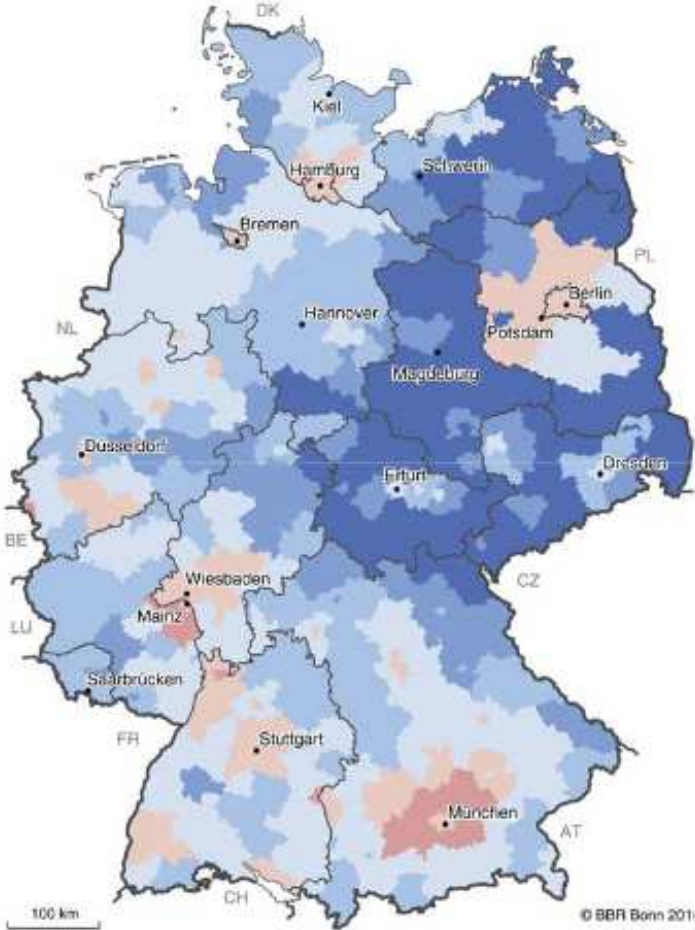 DK
Kiel
Hamburg
Schwerin
Bremen
PL
Berlin
Hannover
Potsdam
NL
Magdeburg
Düsseldorf
Dresden
Erfurt
BE
CZ
Wiesbaden
LU
Mainz
Saarbrücken
FR
Stuttgart
München
AT
CH
100 km
© BBR Bonn 201